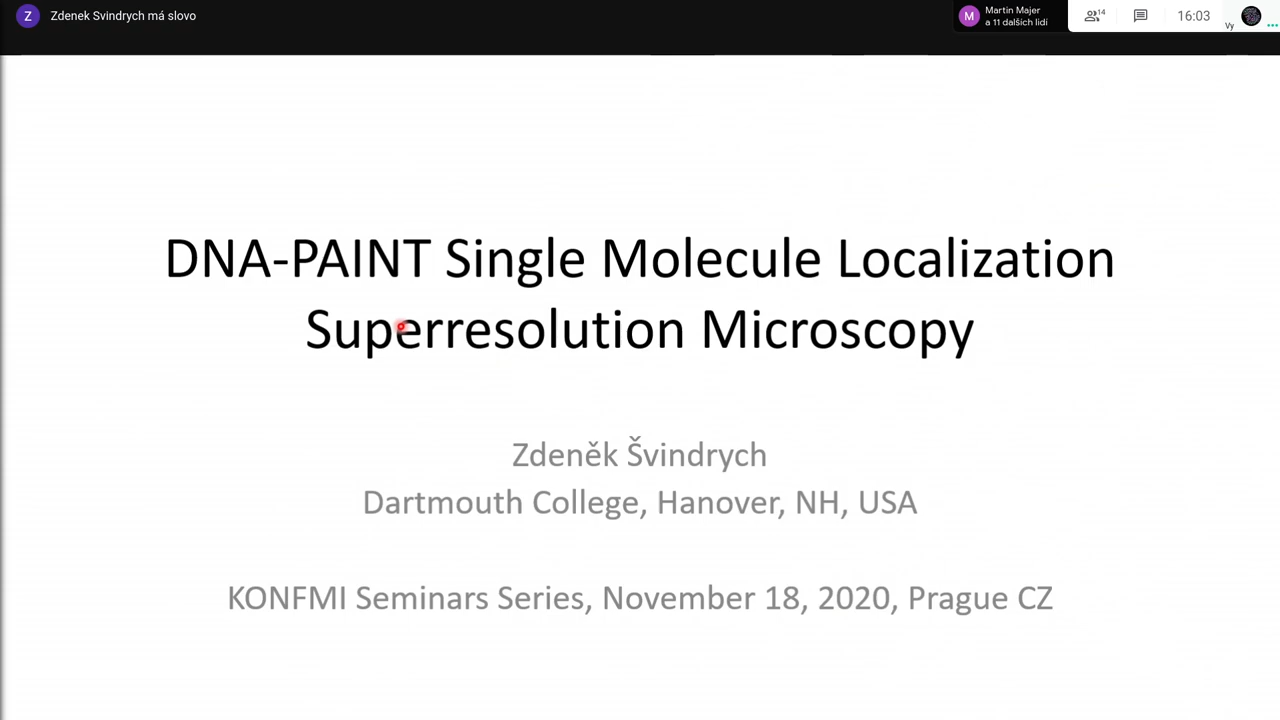 Z
Zdenek Svindrych má slovo
M
Martin Majer
a 11 dalších lidí
14
16:03
Vy
DNA-PAINT Single Molecule Localization
Superresolution Microscopy
Zdeněk Švindrych
Dartmouth College, Hanover, NH, USA
KONFMI Seminars Series, November 18, 2020, Prague CZ